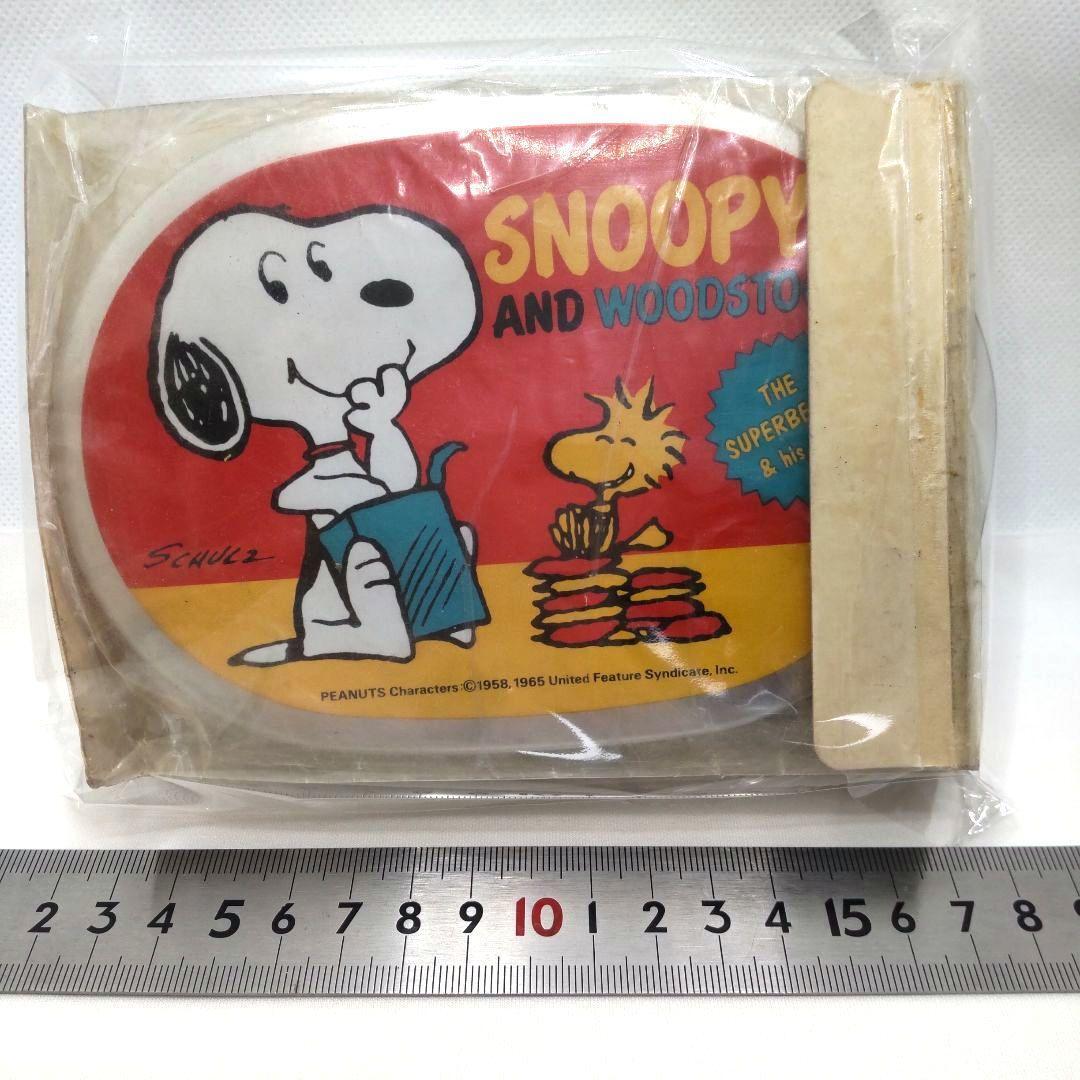 SNOOPY
AND WOODSTO
THE
SUPERBE
& his
SCHULZ
PEANUTS Characters:©1958,1965 United Feature Syndicate, Inc.
2 3 4 5 6 7 8 9 10 1 2 3 4 15 6 7 8 9